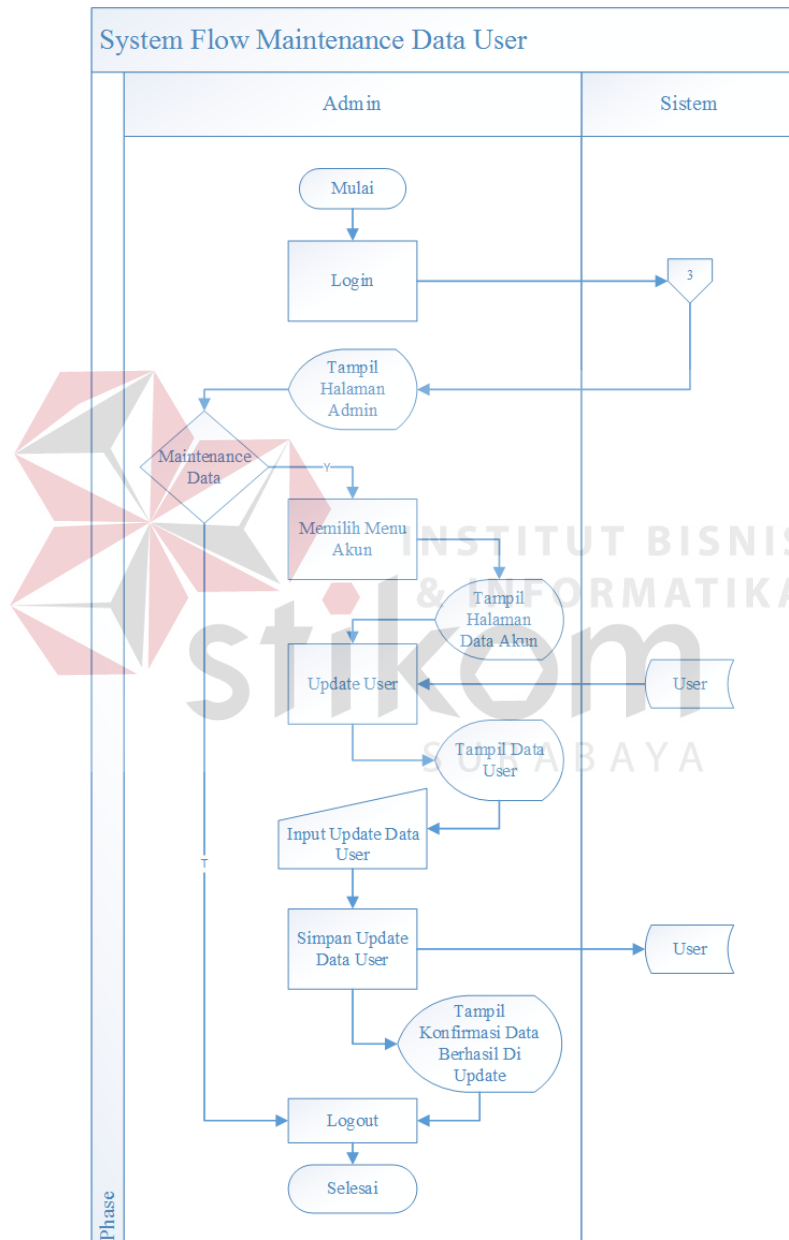 System Flow Maintenance Data User
Admin
Sistem
Mulai
Login
3
Tampil
Halaman
Admin
Maintenance
Data
Y
Memilih Menu
Akun
INSTITUT BISNIS
& INFORMATIKA
Tampil
Halaman
Data Akun
stikom
Update User
User
SURABAYA
Tampil Data
User
Input Update Data
User
T
Simpan Update
Data User
User
Tampil
Konfirmasi Data
Berhasil Di
Update
Logout
Selesai
Phase